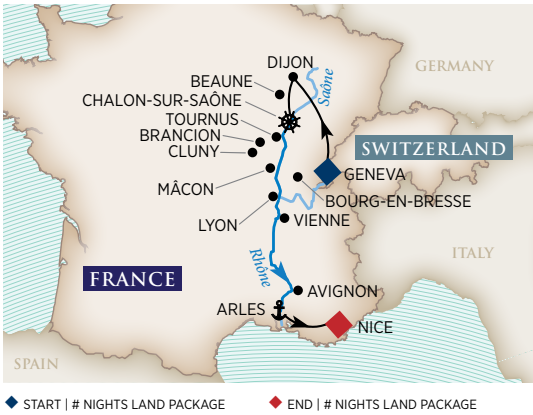 DIJON
GERMANY
BEAUNE
Saône
CHALON-SUR-SAÔNE
TOURNUS
BRANCION
CLUNY
SWITZERLAND
GENEVA
MÂCON
BOURG-EN-BRESSE
LYON
VIENNE
Rhône
ITALY
FRANCE
AVIGNON
ARLES
NICE
SPAIN
START | # NIGHTS LAND PACKAGE
END | # NIGHTS LAND PACKAGE